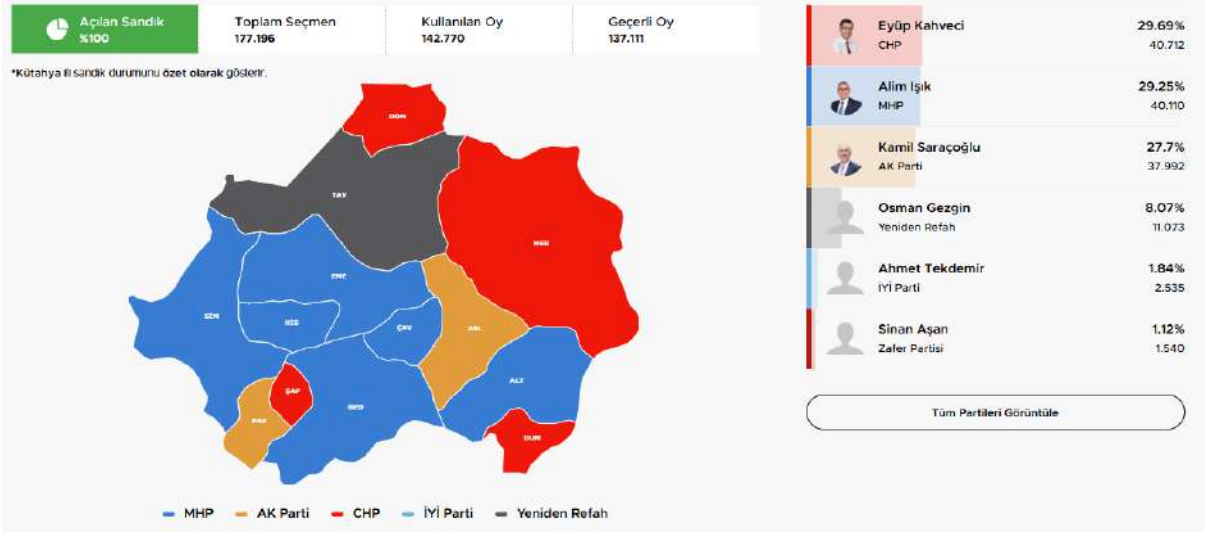 Açılan Sandık
%100
Toplam Seçmen
177.196
Kullanılan Oy
142.770
Geçerli Oy
137.111
*Kütahya ili sandık durumunu özet olarak gösterir.
DOM
TAV
MER
EME
SİM
HİS
ÇAV
ASL
ALT
ŞAP
GED
PAZ
DUM
MHP
AK Parti
CHP
İYİ Parti
Yeniden Refah
Eyüp Kahveci
29.69%
CHP
40.712
Alim Işık
29.25%
MHP
40.110
Kamil Saraçoğlu
27.7%
AK Parti
37.992
Osman Gezgin
8.07%
Yeniden Refah
11.073
Ahmet Tekdemir
1.84%
İYİ Parti
2.535
Sinan Aşan
1.12%
Zafer Partisi
1.540
Tüm Partileri Görüntüle